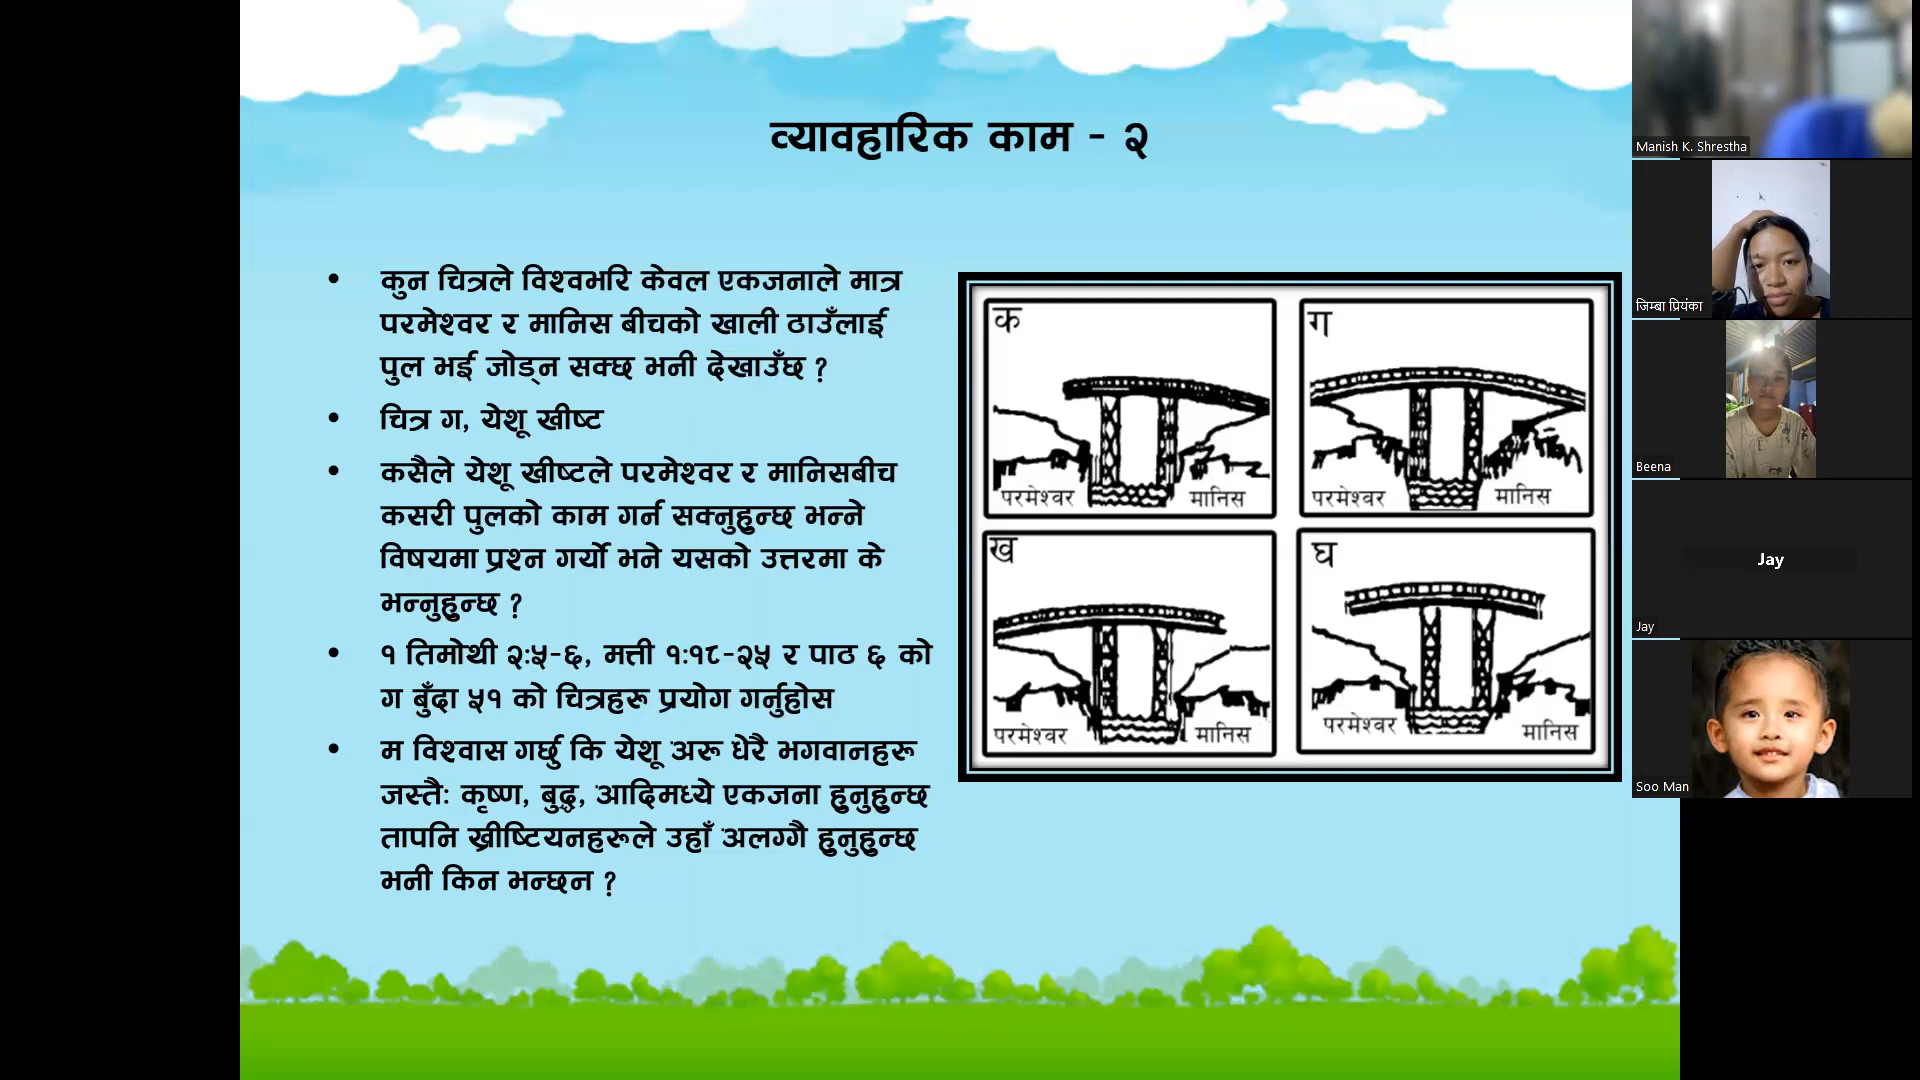 व्यावहारिक काम - २
• कुन चित्रले विश्वभरि केवल एकजनाले मात्र
परमेश्वर र मानिस बीचको खाली ठाउँलाई
पुल भई जोड्न सक्छ भनी देखाउँछ ?
• चित्र ग, येशू ख्रीष्ट
• कसैले येशू ख्रीष्टले परमेश्वर र मानिसबीच
कसरी पुलको काम गर्न सक्नुहुन्छ भन्ने
विषयमा प्रश्न गर्यो भने यसको उत्तरमा के
भन्नुहुन्छ ?
• १ तिमोथी २:५-६, मत्ती १:१८-२५ र पाठ ६ को
ग बुँदा ५१ को चित्रहरू प्रयोग गर्नुहोस
• म विश्वास गर्छु कि येशू अरू धेरै भगवानहरू
जस्तैः कृष्ण, बुद्ध, आदिमध्ये एकजना हुनुहुन्छ
तापनि ख्रीष्टियनहरूले उहाँ अलग्गै हुनुहुन्छ
भनी किन भन्छन ?
क
परमेश्वर मानिस
ग
परमेश्वर मानिस
ख
परमेश्वर मानिस
घ
परमेश्वर मानिस
Manish K. Shrestha
जिम्बा प्रियंका
Beena
Jay
Jay
Soo Man